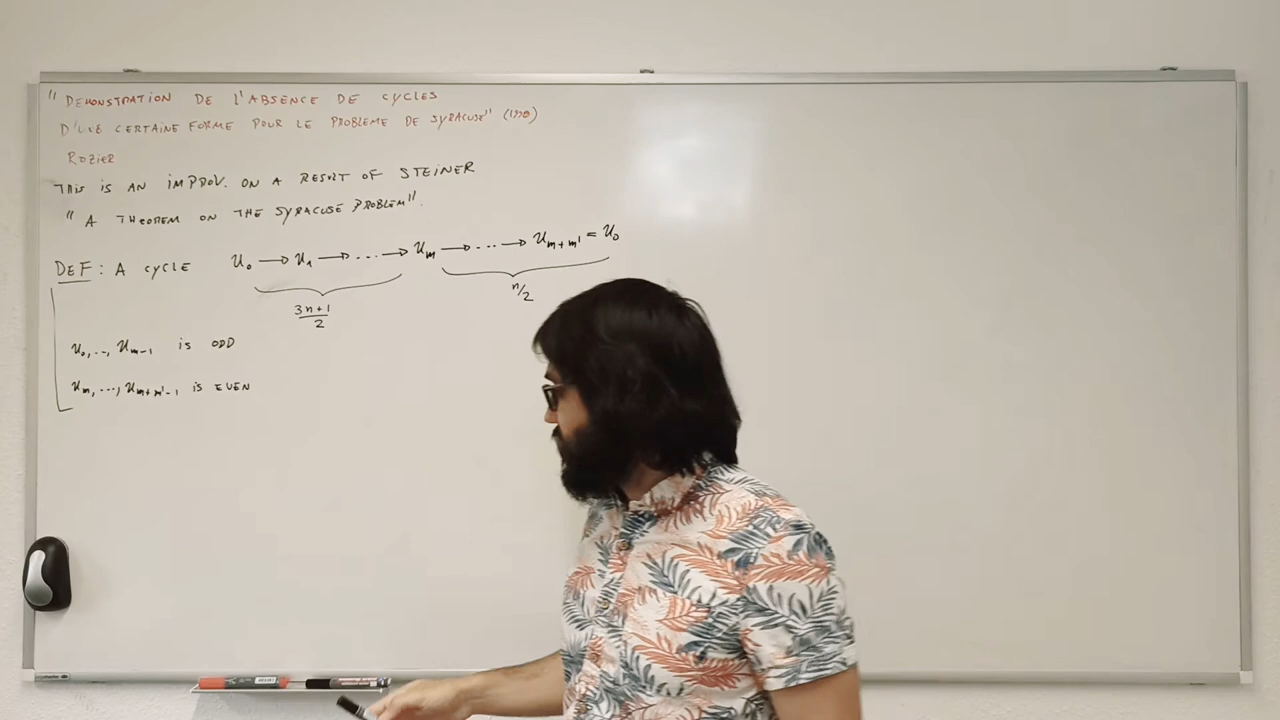 "DEMONSTRATION DE L'ABSENCE DE CYCLES
D'UNE CERTAINE FORME POUR LE PROBLEME DE SYRACUSE" (1990)
ROZIER
THIS IS AN IMPROV. ON A RESULT OF STEINER
"A THEOREM ON THE SYRACUSE PROBLEM".
DEF: A CYCLE u₀ → u₁ → ... → uₘ → ... → uₘ₊ₘ' = u₀
3n+1/2 n/2
u₀,..., uₘ₋₁ is ODD
uₘ, ..., uₘ₊ₘ'₋₁ is EVEN